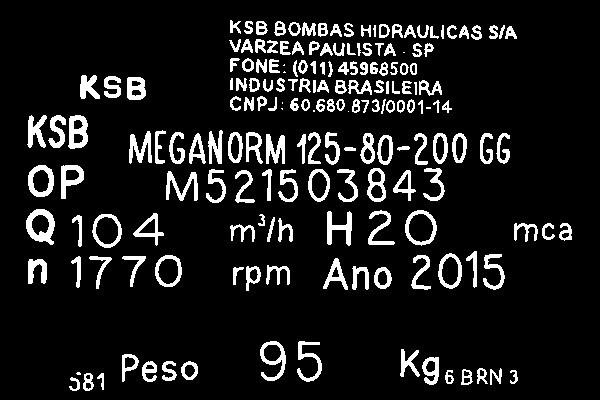 KSB BOMBAS HIDRAULICAS S/A
VARZEA PAULISTA - SP
FONE: (011) 45968500
INDUSTRIA BRASILEIRA
CNPJ: 60.680.873/0001-14
KSB
KSB MEGANORM 125-80-200 GG
OP M521503843
Q 104 m³/h H 20 mca
n 1770 rpm Ano 2015
581 Peso 95 Kg 6 BRN 3